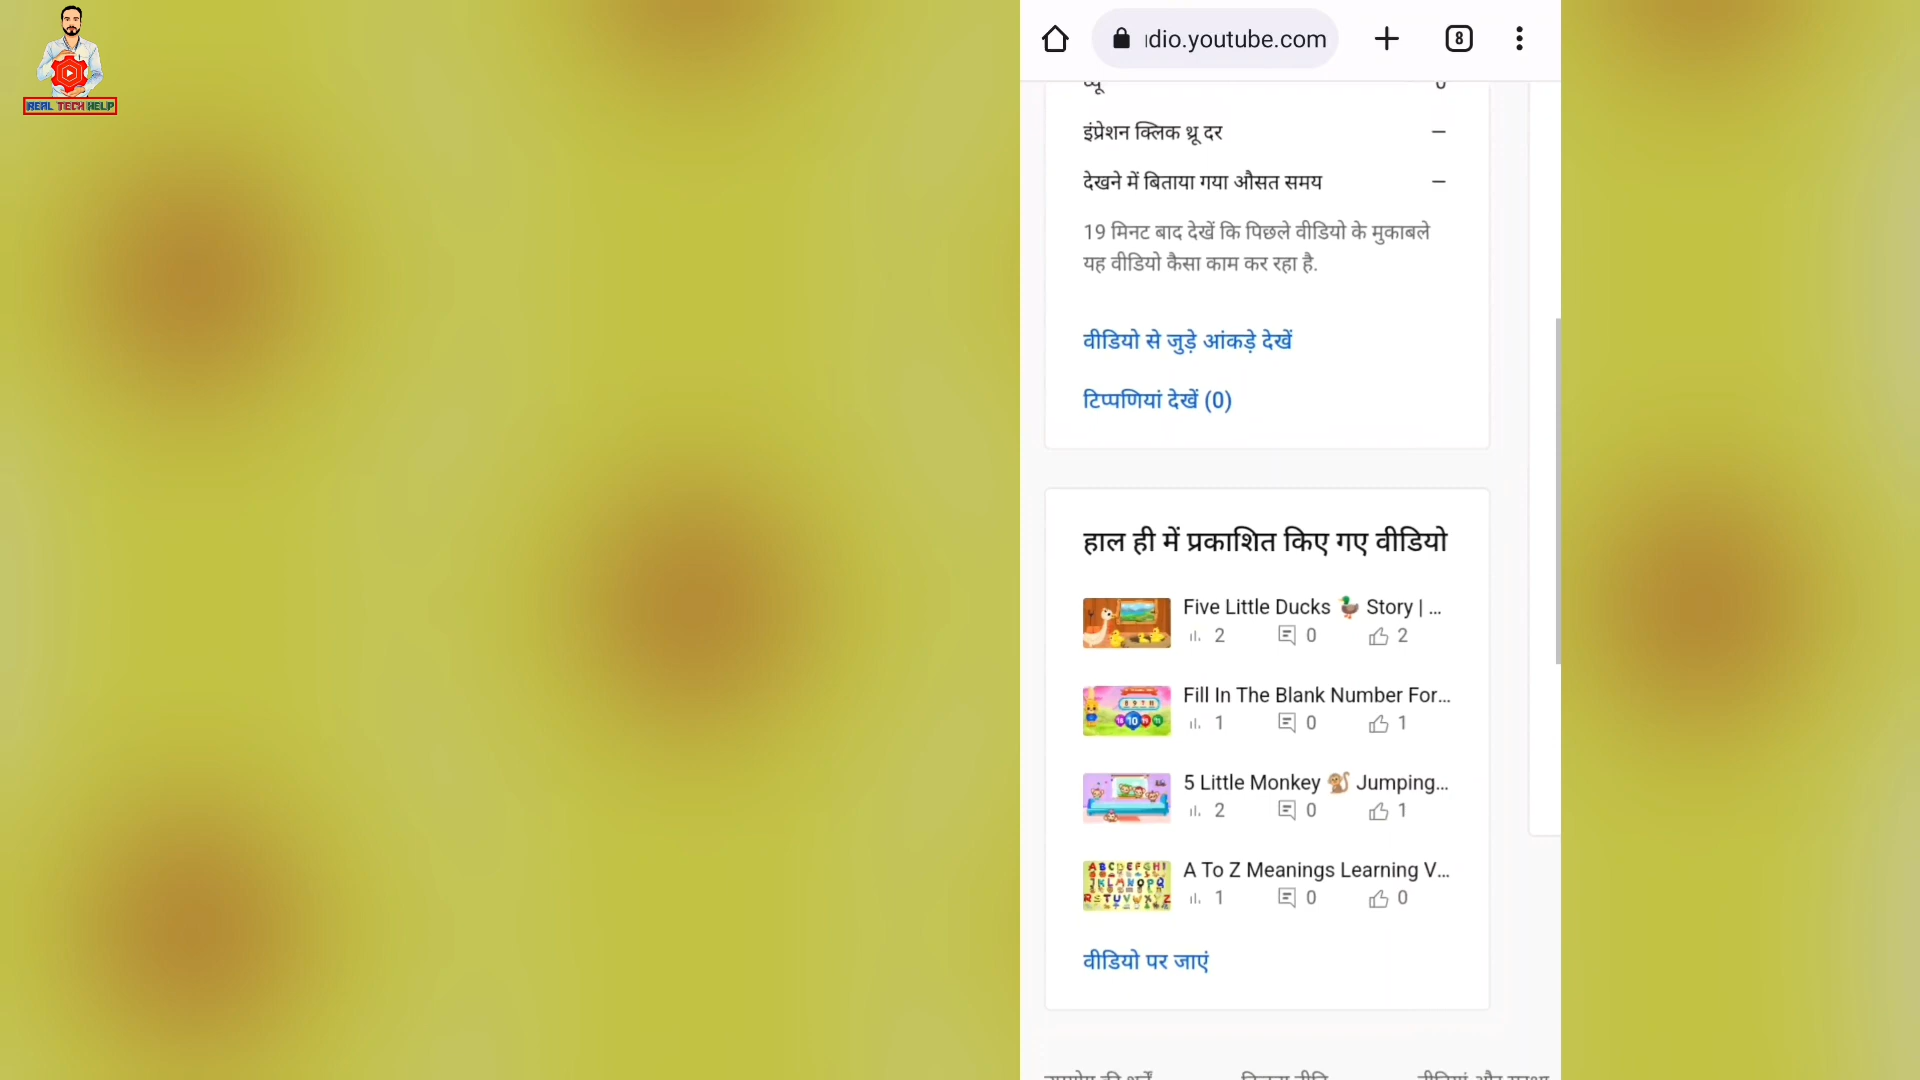 REAL TECH HELP
ıdio.youtube.com
8
व्यू
इंप्रेशन क्लिक थ्रू दर –
देखने में बिताया गया औसत समय –
19 मिनट बाद देखें कि पिछले वीडियो के मुकाबले
यह वीडियो कैसा काम कर रहा है.
वीडियो से जुड़े आंकड़े देखें
टिप्पणियां देखें (0)
हाल ही में प्रकाशित किए गए वीडियो
Five Little Ducks 🦆 Story | ...
2 0 2
Fill In The Blank Number For...
1 0 1
5 Little Monkey 🐒 Jumping...
2 0 1
A To Z Meanings Learning V...
1 0 0
वीडियो पर जाएं